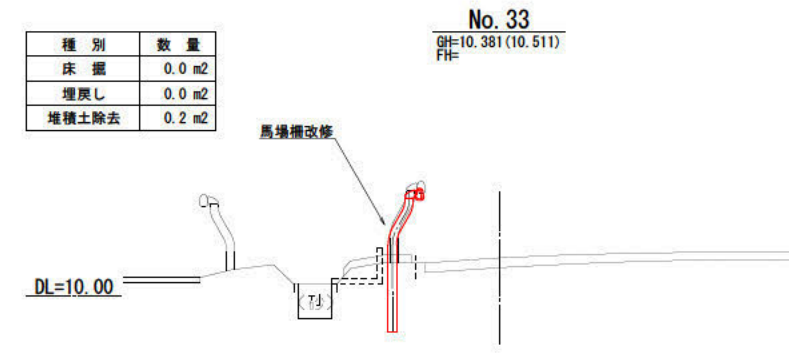 No. 33
GH=10.381(10.511)
FH=
種 別 数 量
床 掘 0.0 m2
埋戻し 0.0 m2
堆積土除去 0.2 m2
馬場柵改修
DL=10.00